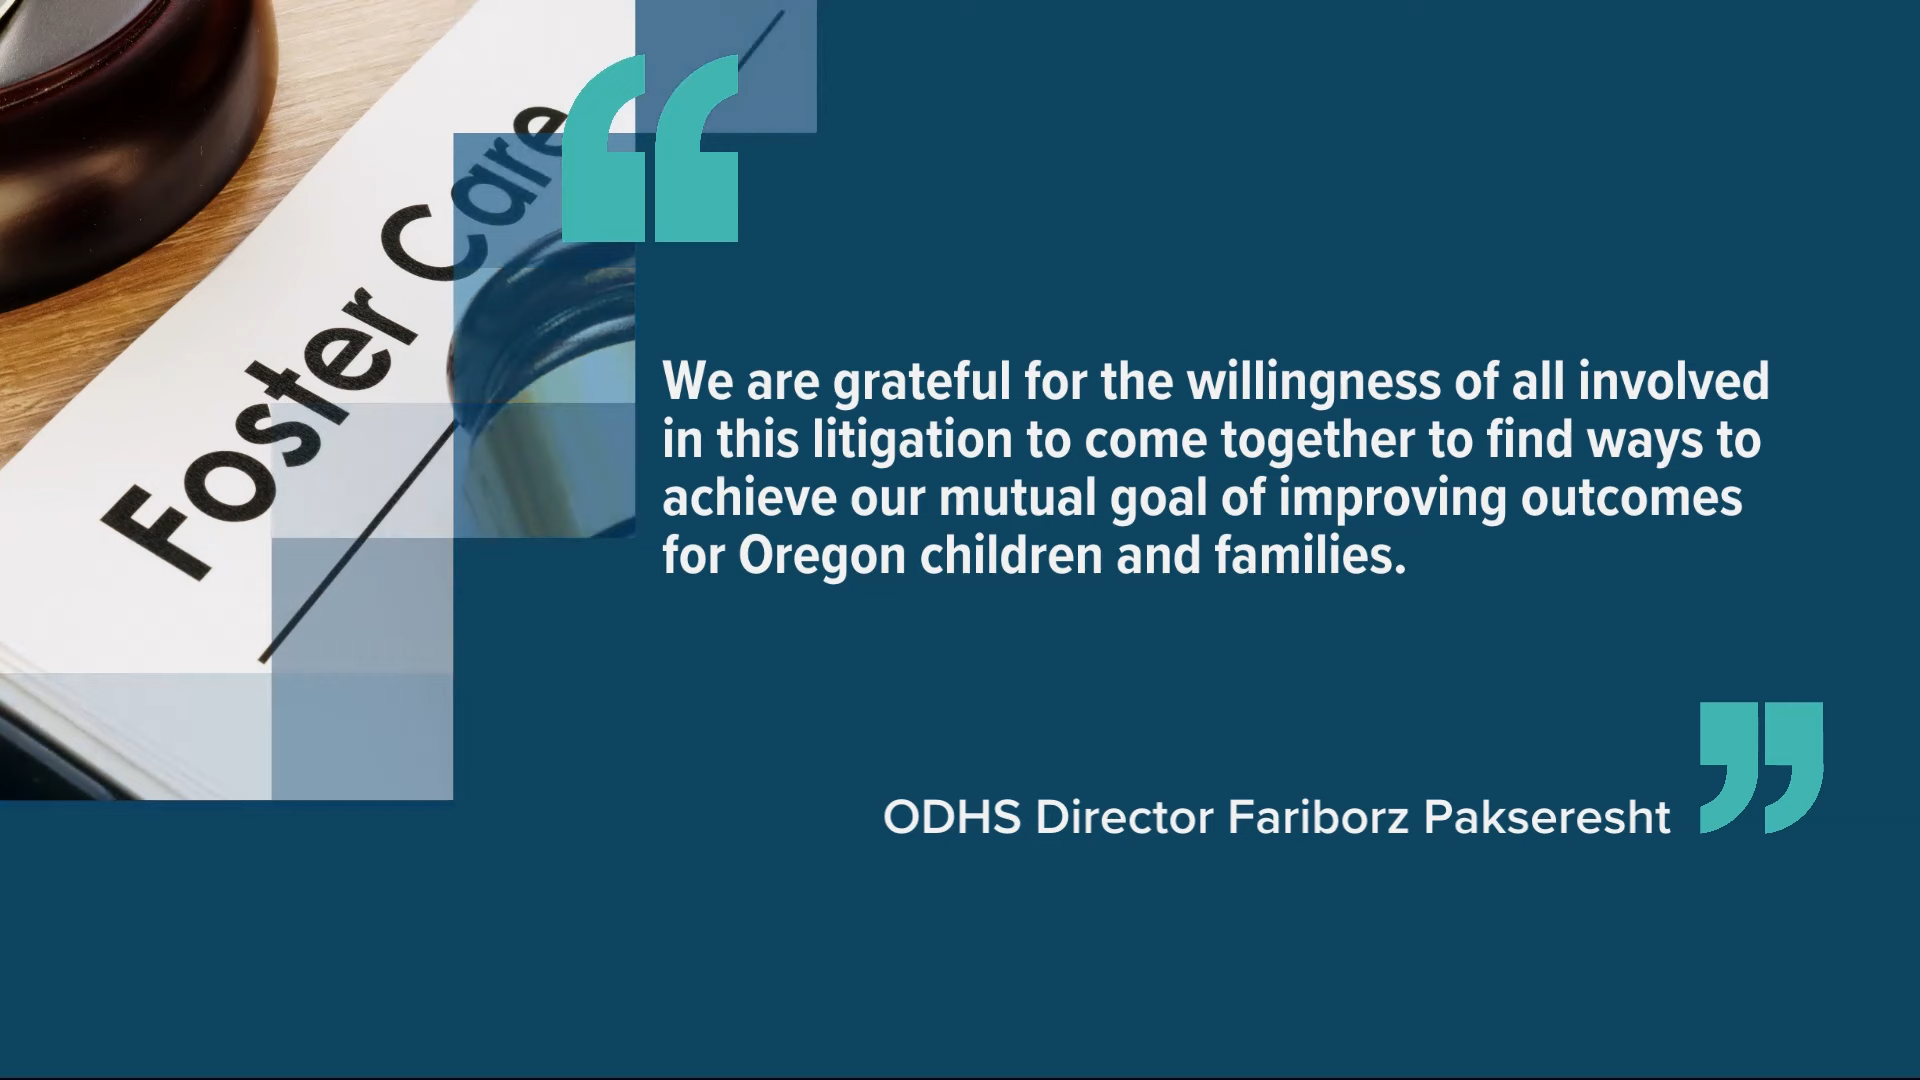 Foster Care
We are grateful for the willingness of all involved
in this litigation to come together to find ways to
achieve our mutual goal of improving outcomes
for Oregon children and families.
ODHS Director Fariborz Pakseresht